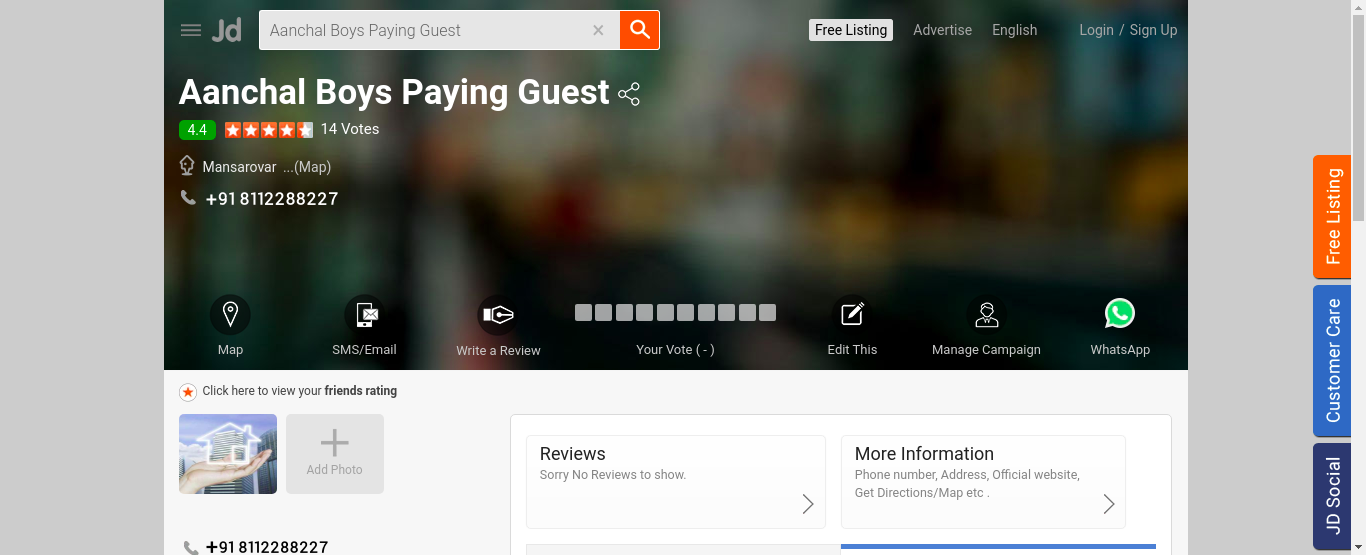 Jd
Aanchal Boys Paying Guest ×
Free Listing Advertise English Login / Sign Up
Aanchal Boys Paying Guest
4.4 14 Votes
Mansarovar ...(Map)
+91 8112288227
Map
SMS/Email
Write a Review
Your Vote ( - )
Edit This
Manage Campaign
WhatsApp
Click here to view your friends rating
Add Photo
+91 8112288227
Reviews
Sorry No Reviews to show.
More Information
Phone number, Address, Official website,
Get Directions/Map etc .
Free Listing
Customer Care
JD Social